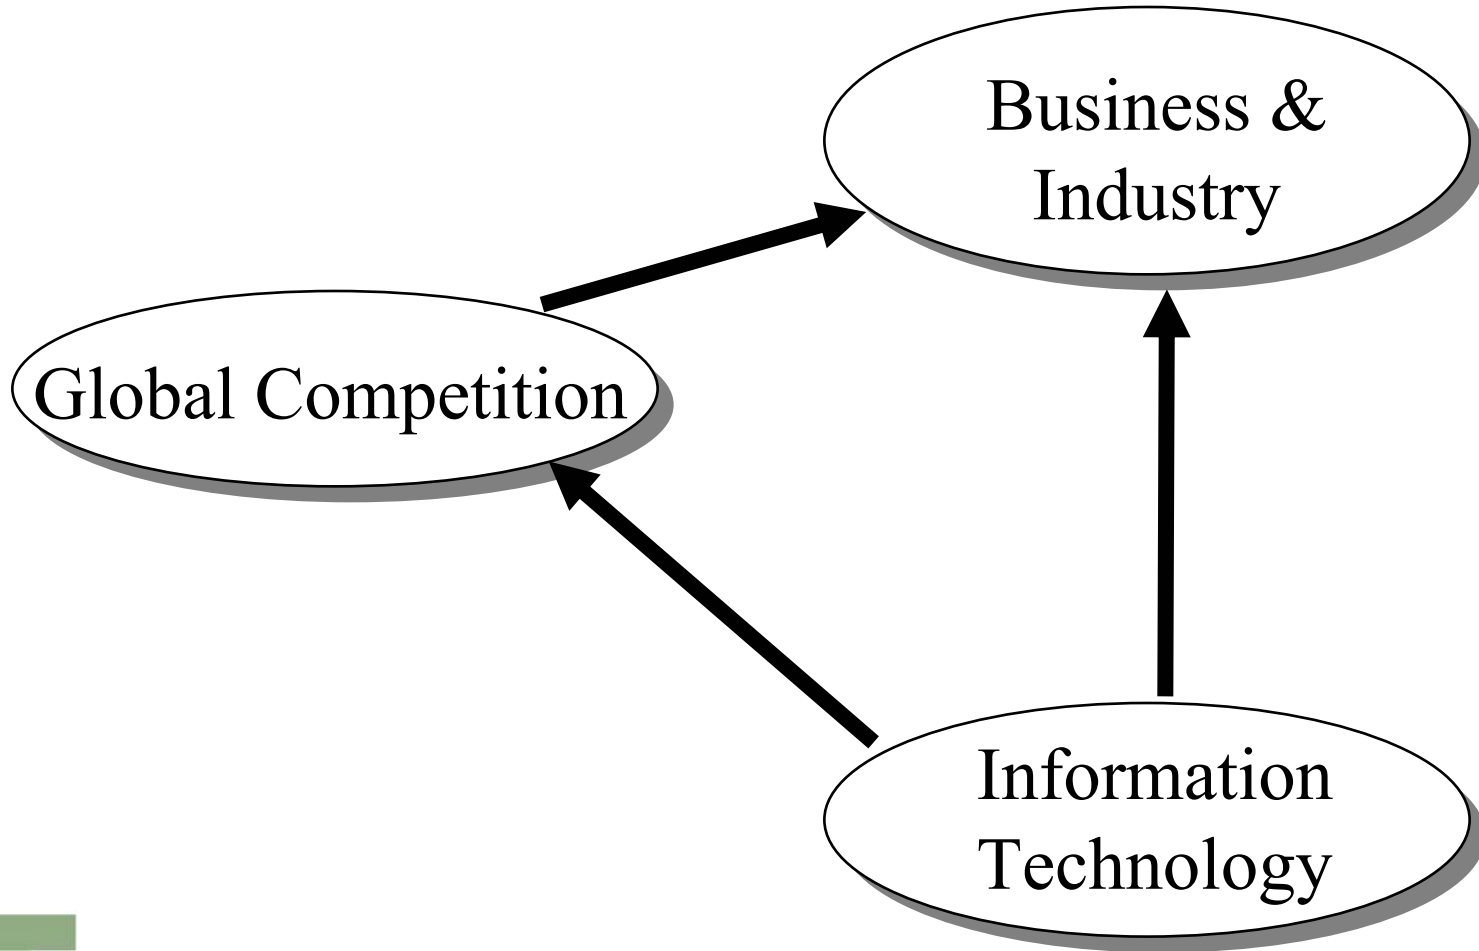 Business &
Industry
Global Competition
Information
Technology